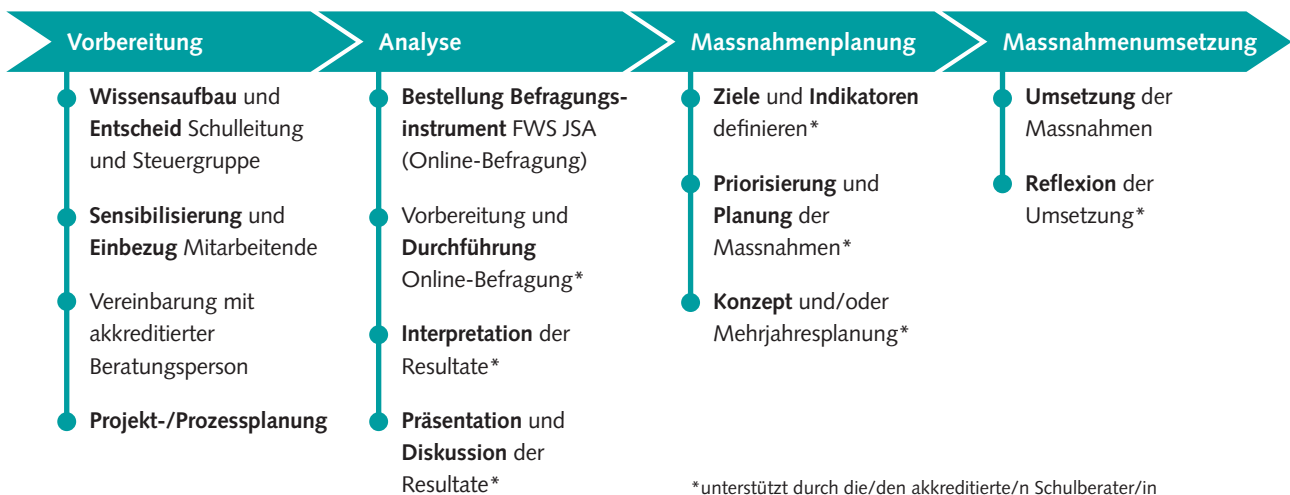 Vorbereitung
Wissensaufbau und
Entscheid Schulleitung
und Steuergruppe
Sensibilisierung und
Einbezug Mitarbeitende
Vereinbarung mit
akkreditierter
Beratungsperson
Projekt-/Prozessplanung
Analyse
Bestellung Befragungs-
instrument FWS JSA
(Online-Befragung)
Vorbereitung und
Durchführung
Online-Befragung*
Interpretation der
Resultate*
Präsentation und
Diskussion der
Resultate*
Massnahmenplanung
Ziele und Indikatoren
definieren*
Priorisierung und
Planung der
Massnahmen*
Konzept und/oder
Mehrjahresplanung*
Massnahmenumsetzung
Umsetzung der
Massnahmen
Reflexion der
Umsetzung*
*unterstützt durch die/den akkreditierte/n Schulberater/in